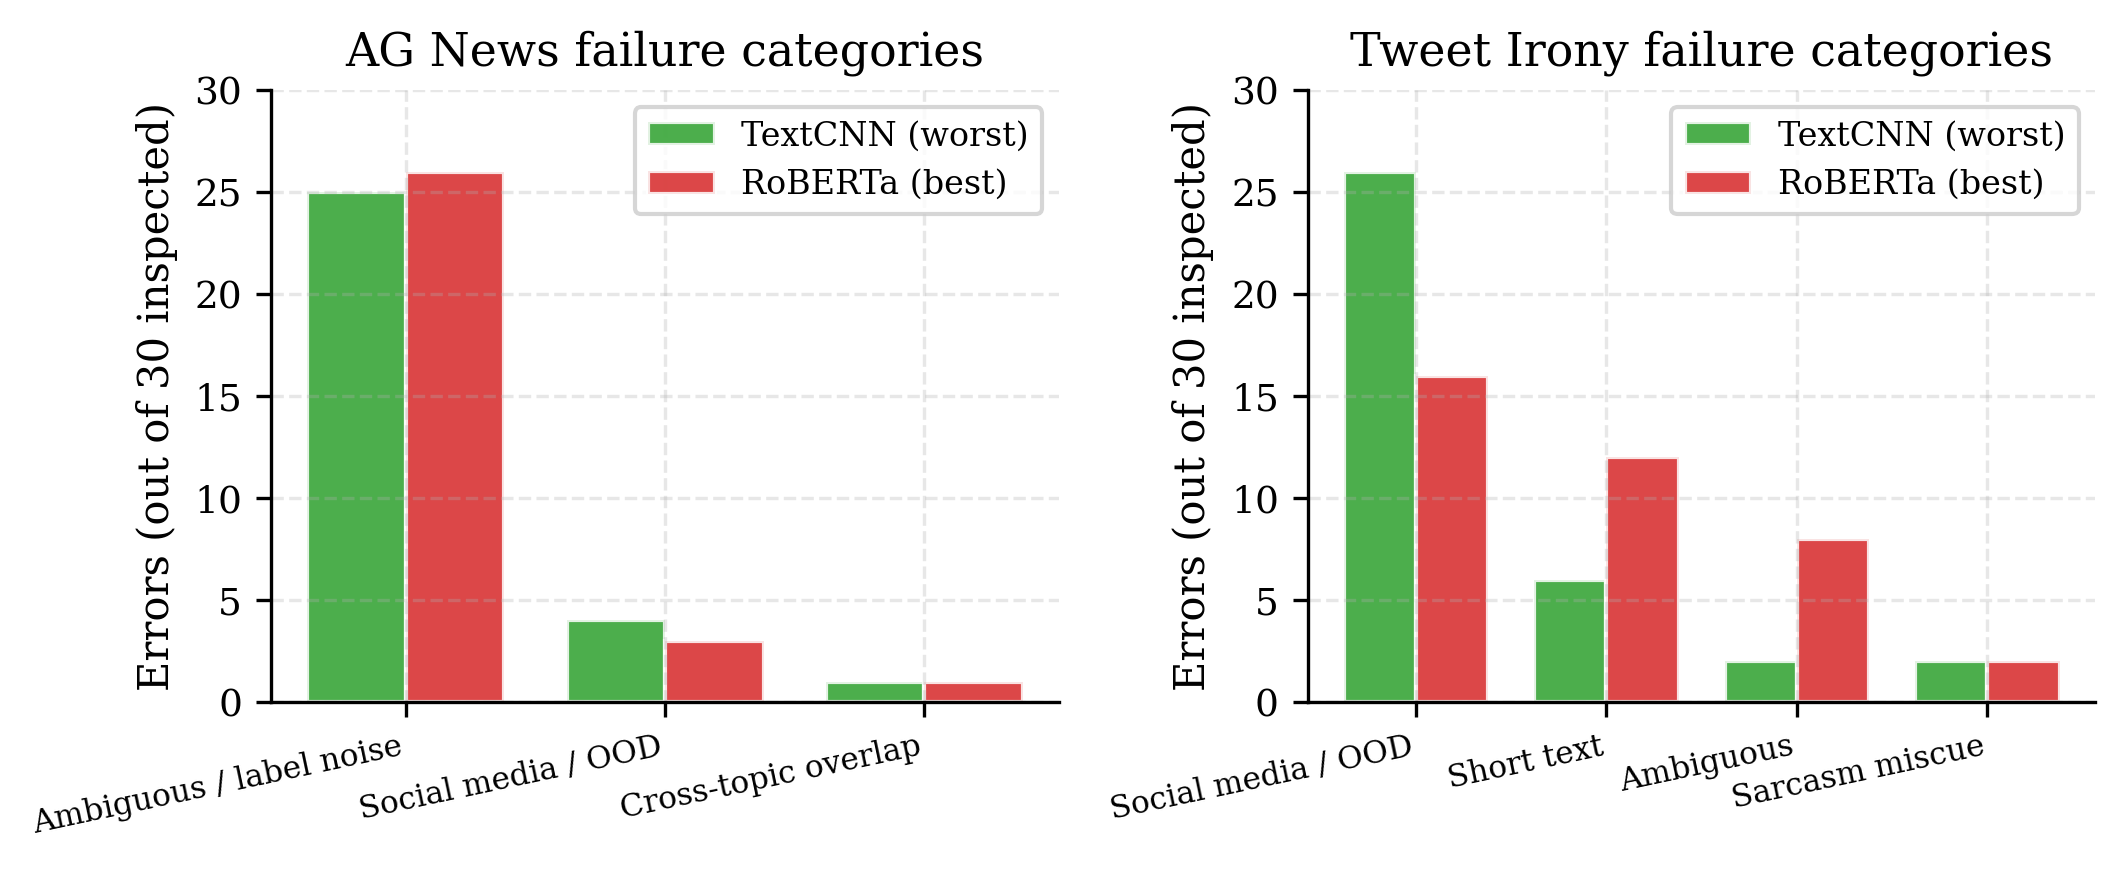 AG News failure categories
Errors (out of 30 inspected)
30
25
20
15
10
5
0
TextCNN (worst)
RoBERTa (best)
Ambiguous / label noise
Social media / OOD
Cross-topic overlap
Tweet Irony failure categories
Errors (out of 30 inspected)
30
25
20
15
10
5
0
TextCNN (worst)
RoBERTa (best)
Social media / OOD
Short text
Ambiguous
Sarcasm miscue